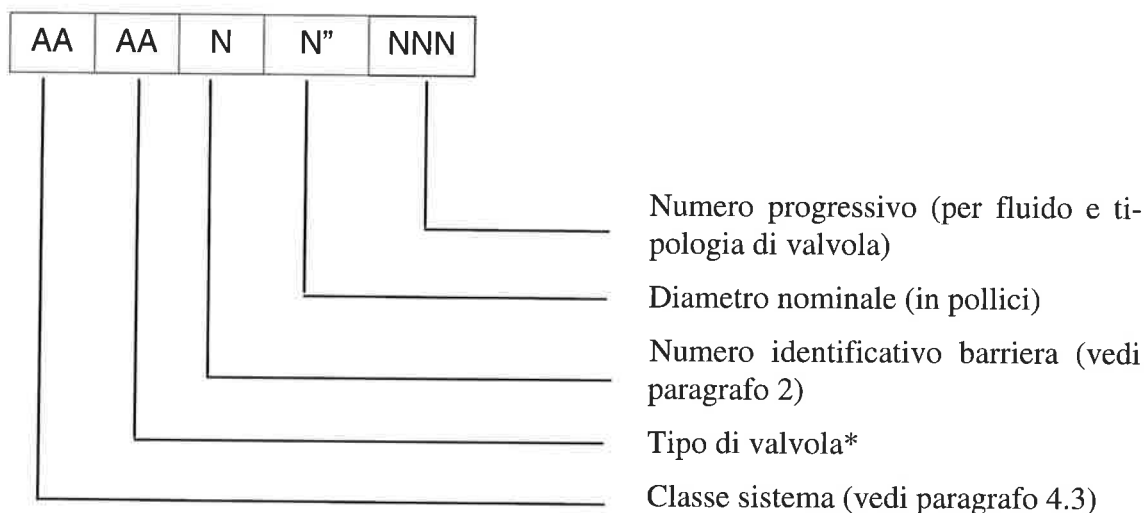 AA AA N N” NNN
Numero progressivo (per fluido e ti-
pologia di valvola)
Diametro nominale (in pollici)
Numero identificativo barriera (vedi
paragrafo 2)
Tipo di valvola*
Classe sistema (vedi paragrafo 4.3)